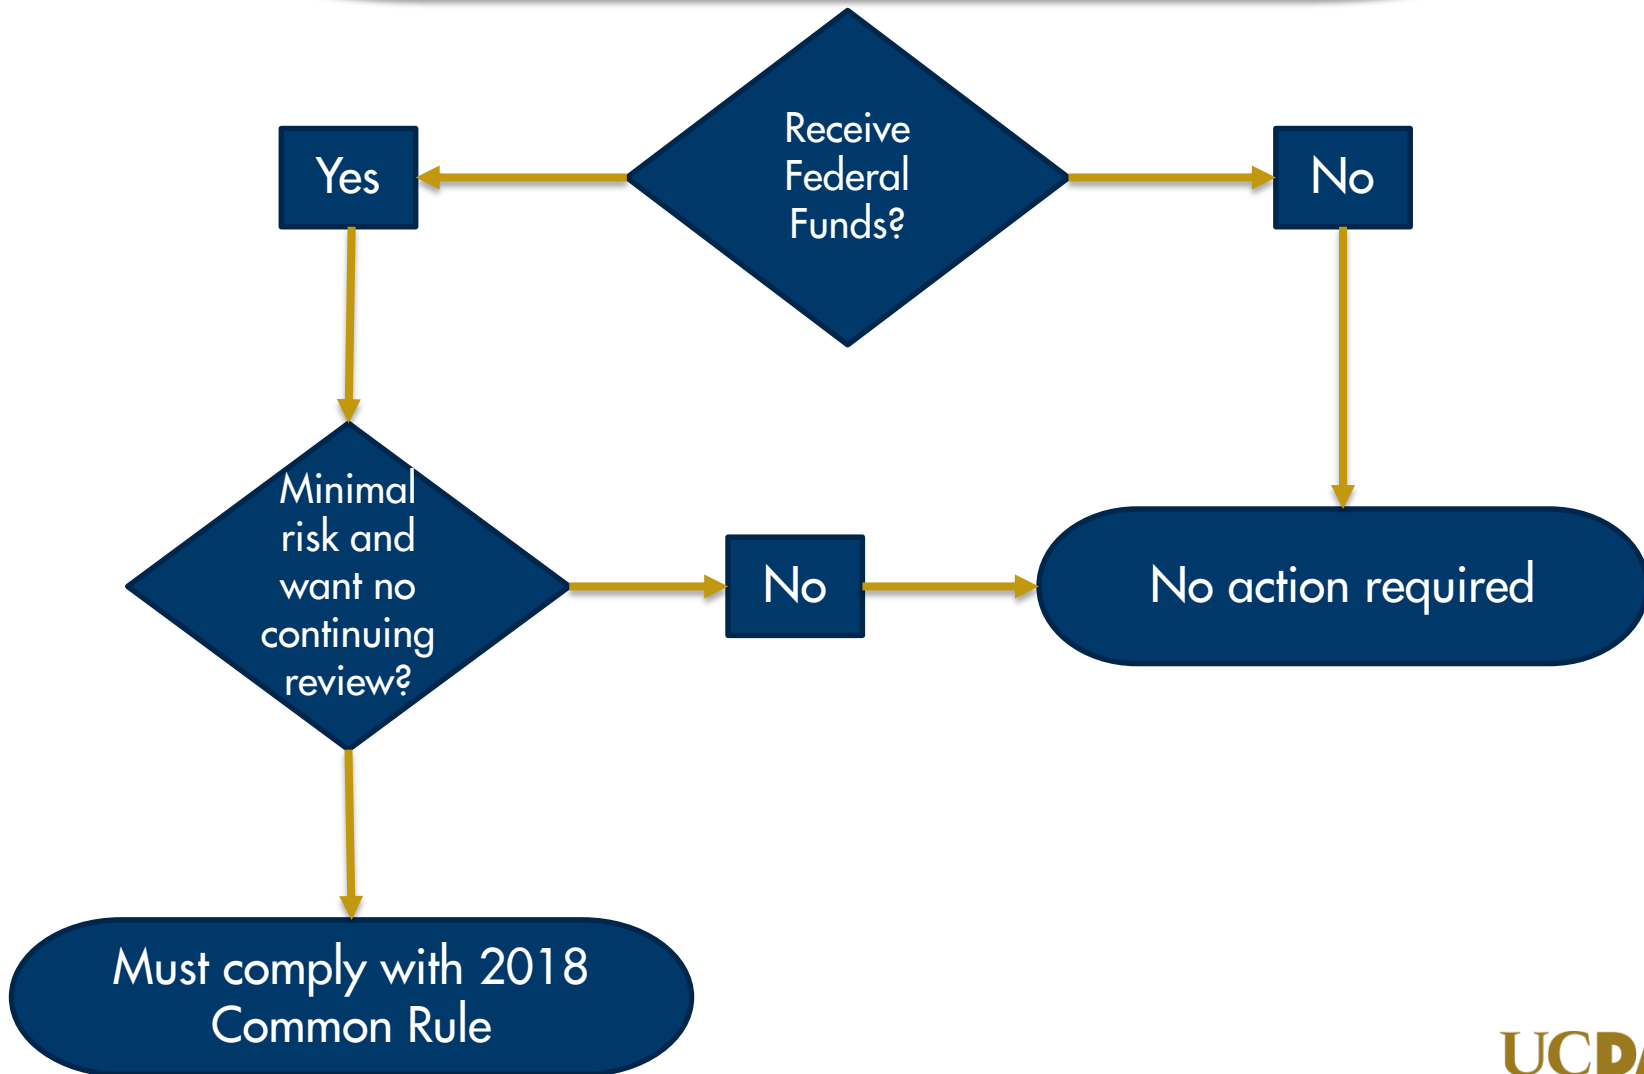 Receive
Federal
Funds?
Yes
No
Minimal
risk and
want no
continuing
review?
No
No action required
Must comply with 2018
Common Rule